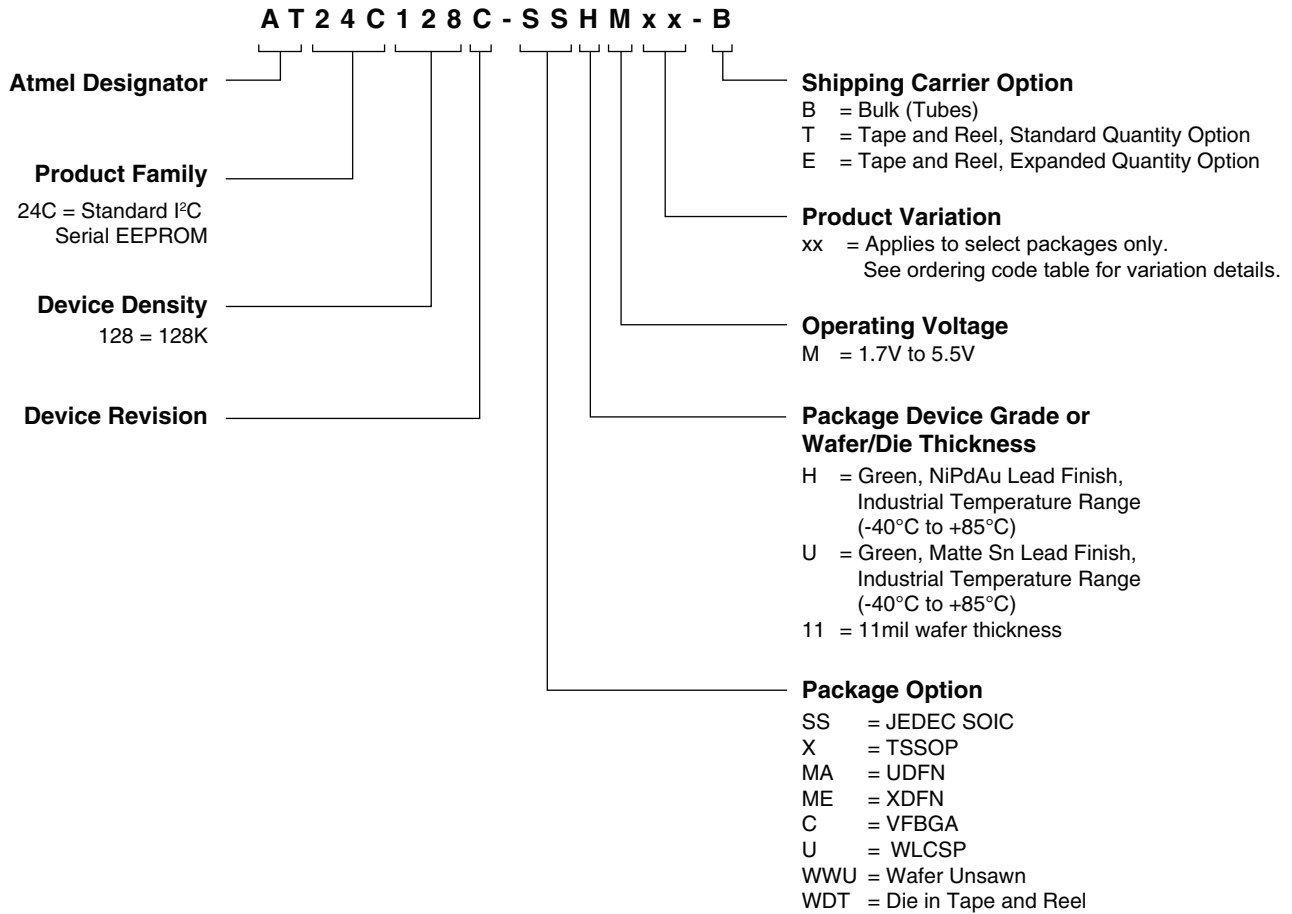 AT24C128C-SSHMxx-B
Atmel Designator
Product Family
24C = Standard I²C
Serial EEPROM
Device Density
128 = 128K
Device Revision
Shipping Carrier Option
B = Bulk (Tubes)
T = Tape and Reel, Standard Quantity Option
E = Tape and Reel, Expanded Quantity Option
Product Variation
xx = Applies to select packages only.
See ordering code table for variation details.
Operating Voltage
M = 1.7V to 5.5V
Package Device Grade or
Wafer/Die Thickness
H = Green, NiPdAu Lead Finish,
Industrial Temperature Range
(-40°C to +85°C)
U = Green, Matte Sn Lead Finish,
Industrial Temperature Range
(-40°C to +85°C)
11 = 11mil wafer thickness
Package Option
SS = JEDEC SOIC
X = TSSOP
MA = UDFN
ME = XDFN
C = VFBGA
U = WLCSP
WWU = Wafer Unsawn
WDT = Die in Tape and Reel